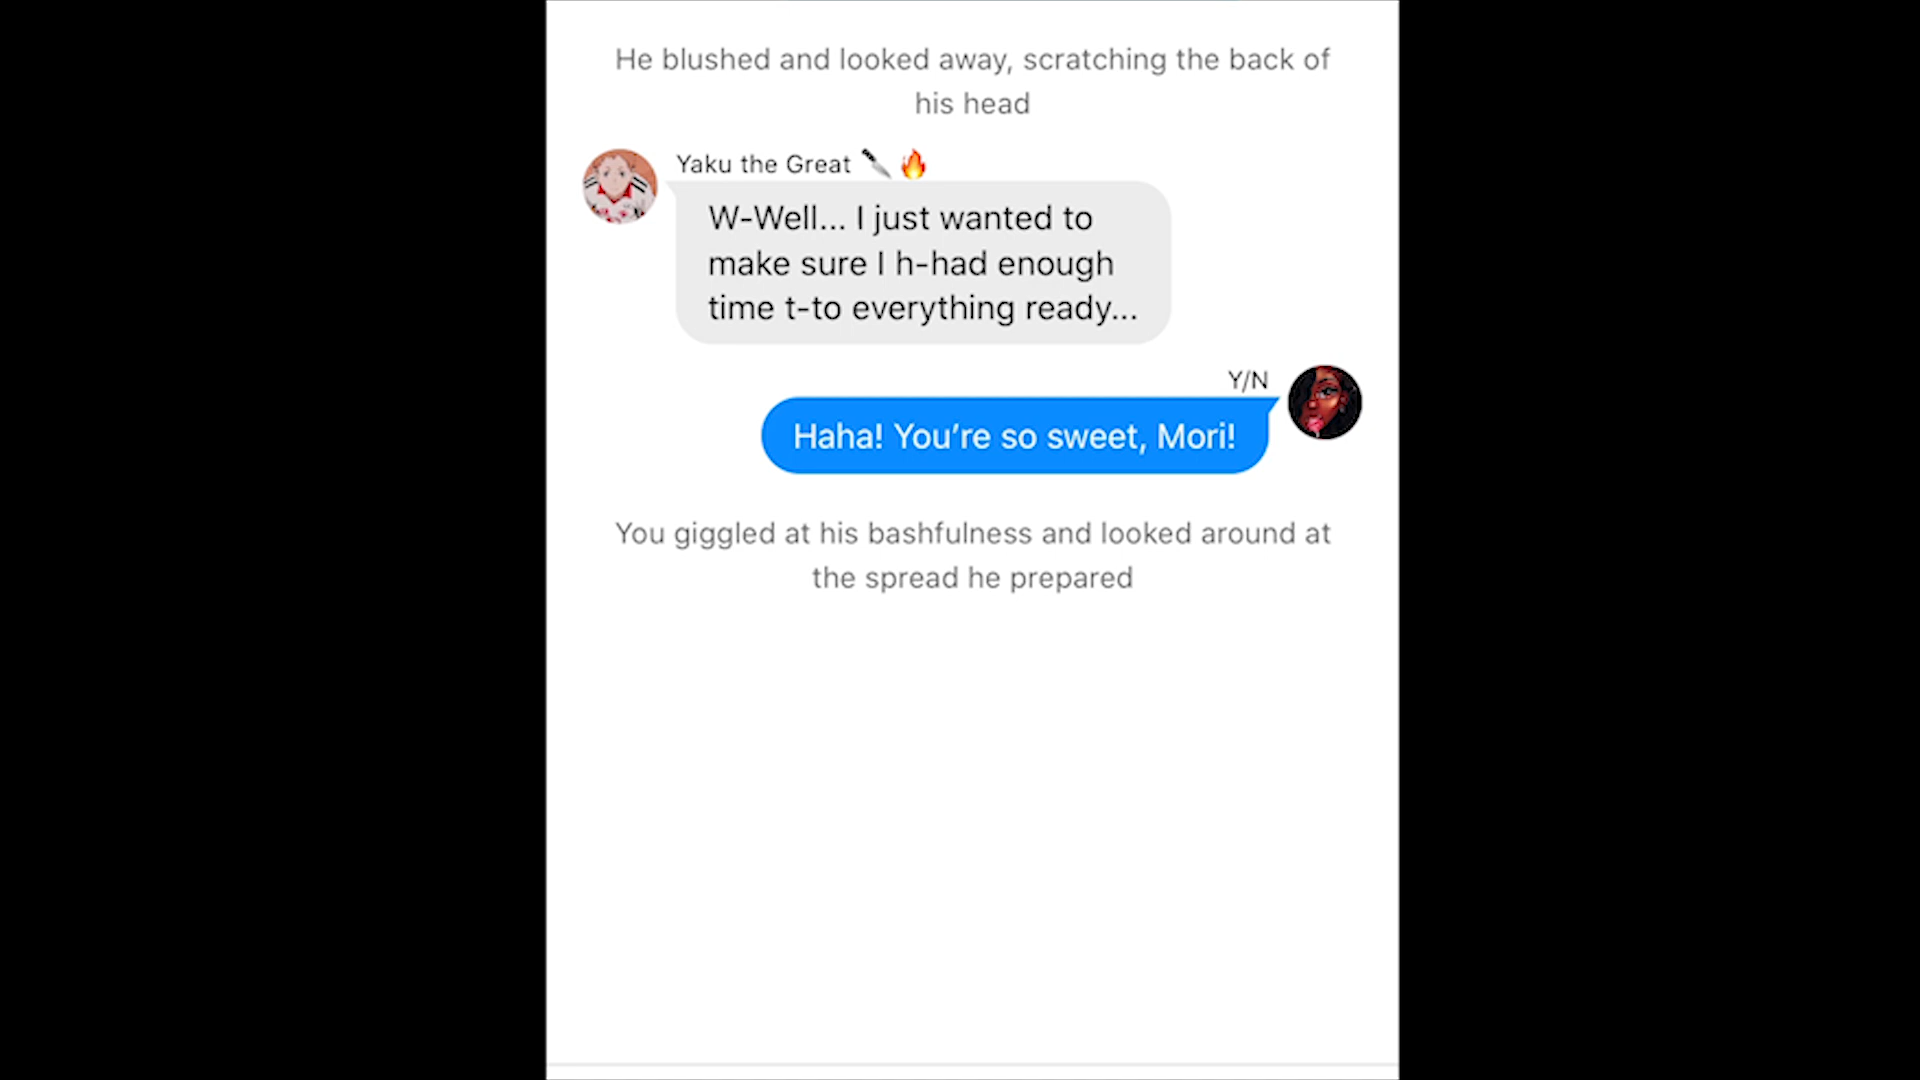 He blushed and looked away, scratching the back of
his head
Yaku the Great 🔪🔥
W-Well... I just wanted to
make sure I h-had enough
time t-to everything ready...
Y/N
Haha! You’re so sweet, Mori!
You giggled at his bashfulness and looked around at
the spread he prepared